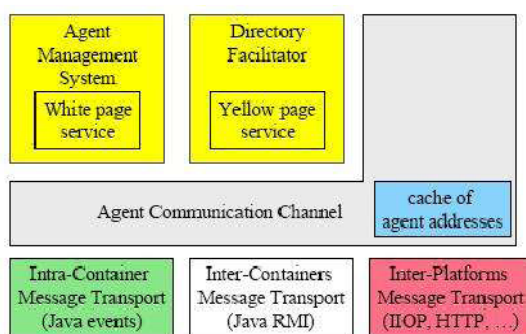 Agent
Management
System
White page
service
Directory
Facilitator
Yellow page
service
Agent Communication Channel
cache of
agent addresses
Intra-Container
Message Transport
(Java events)
Inter-Containers
Message Transport
(Java RMI)
Inter-Platforms
Message Transport
(IIOP, HTTP, …)